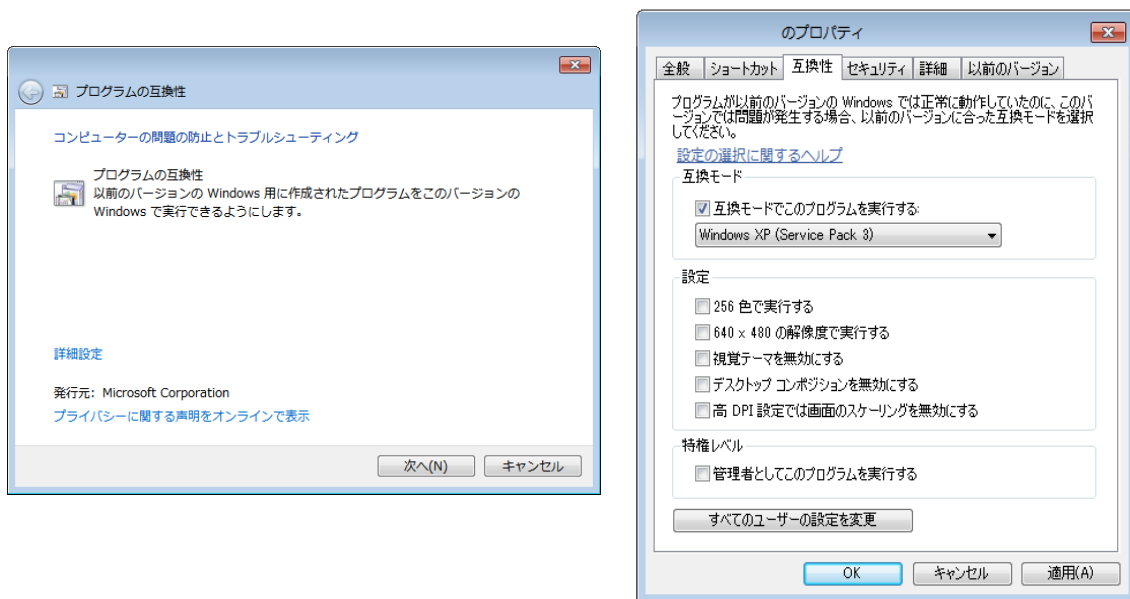 プログラムの互換性
コンピューターの問題の防止とトラブルシューティング
プログラムの互換性
以前のバージョンの Windows 用に作成されたプログラムをこのバージョンの
Windows で実行できるようにします。
詳細設定
発行元: Microsoft Corporation
プライバシーに関する声明をオンラインで表示
次へ(N)
キャンセル
のプロパティ
全般
ショートカット
互換性
セキュリティ
詳細
以前のバージョン
プログラムが以前のバージョンの Windows では正常に動作していたのに、このバ
ージョンでは問題が発生する場合、以前のバージョンに合った互換モードを選択
してください。
設定の選択に関するヘルプ
互換モード
互換モードでこのプログラムを実行する:
Windows XP (Service Pack 3)
設定
256 色で実行する
640 x 480 の解像度で実行する
視覚テーマを無効にする
デスクトップ コンポジションを無効にする
高 DPI 設定では画面のスケーリングを無効にする
特権レベル
管理者としてこのプログラムを実行する
すべてのユーザーの設定を変更
OK
キャンセル
適用(A)